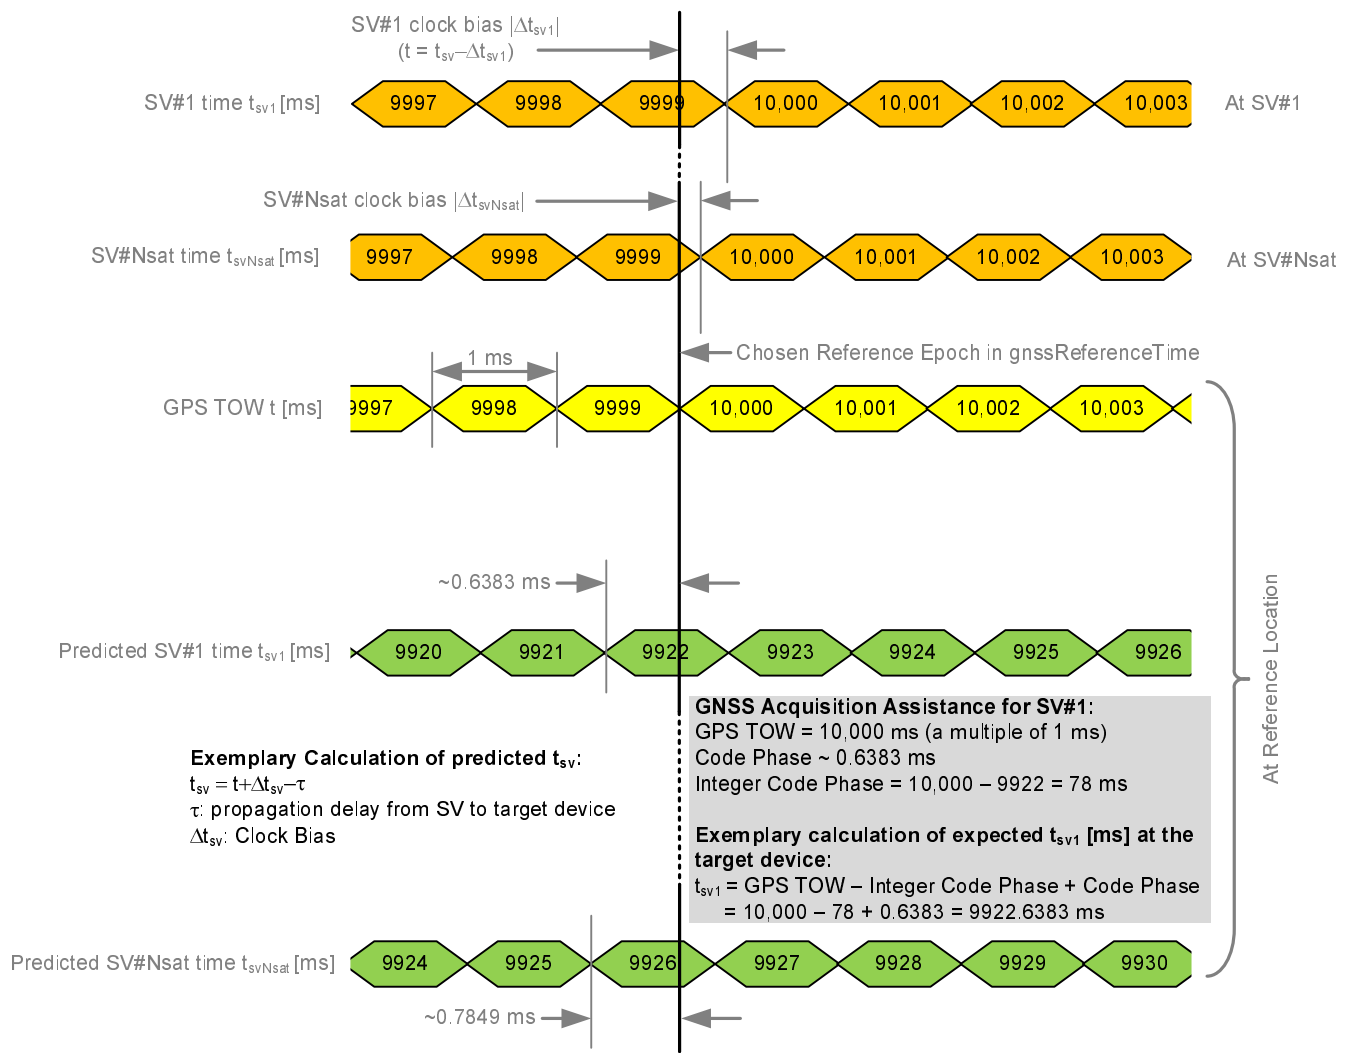 SV#1 clock bias |Δtsv1|
(t = tsv–Δtsv1)
SV#1 time tsv1 [ms]
9997 9998 9999 10,000 10,001 10,002 10,003
At SV#1
SV#Nsat clock bias |ΔtsvNsat|
SV#Nsat time tsvNsat [ms]
9997 9998 9999 10,000 10,001 10,002 10,003
At SV#Nsat
Chosen Reference Epoch in gnssReferenceTime
1 ms
GPS TOW t [ms]
9997 9998 9999 10,000 10,001 10,002 10,003
~0.6383 ms
Predicted SV#1 time tsv1 [ms]
9920 9921 9922 9923 9924 9925 9926
At Reference Location
GNSS Acquisition Assistance for SV#1:
GPS TOW = 10,000 ms (a multiple of 1 ms)
Code Phase ~ 0.6383 ms
Integer Code Phase = 10,000 – 9922 = 78 ms
Exemplary calculation of expected tsv1 [ms] at the
target device:
tsv1 = GPS TOW – Integer Code Phase + Code Phase
= 10,000 – 78 + 0.6383 = 9922.6383 ms
Exemplary Calculation of predicted tsv:
tsv = t+Δtsv–τ
τ: propagation delay from SV to target device
Δtsv: Clock Bias
Predicted SV#Nsat time tsvNsat [ms]
9924 9925 9926 9927 9928 9929 9930
~0.7849 ms